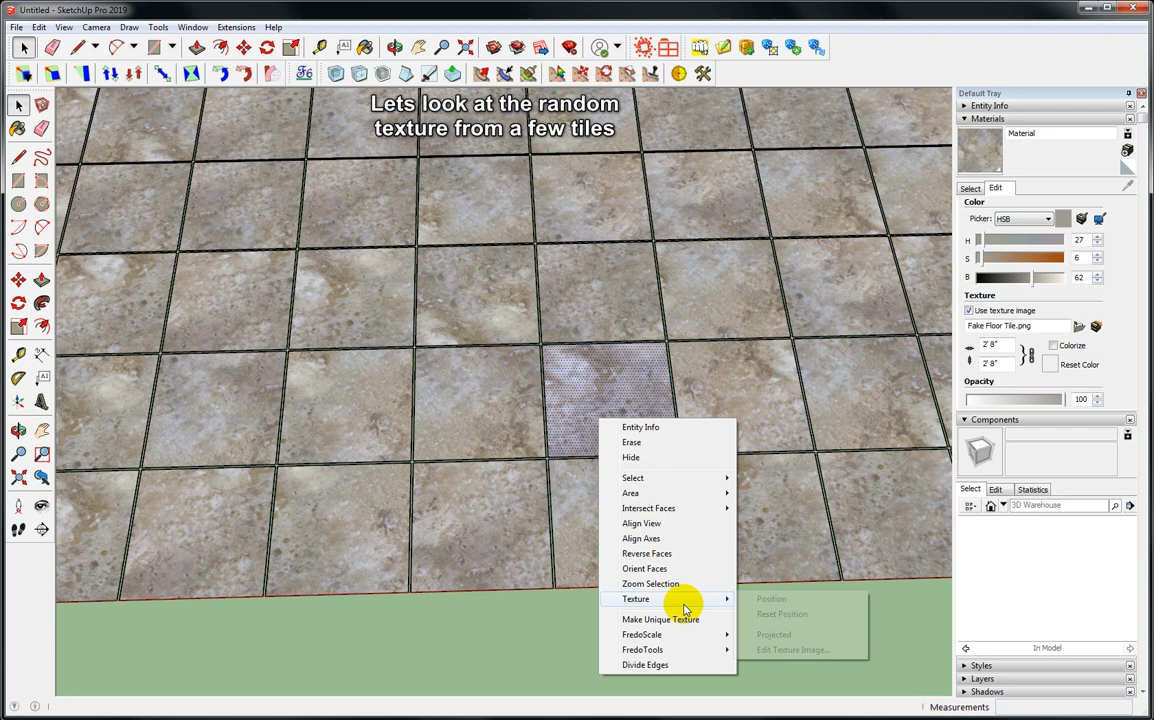 Untitled - SketchUp Pro 2019
File Edit View Camera Draw Tools Window Extensions Help
Lets look at the random
texture from a few tiles
Default Tray
Entity Info
Materials
Material
Select Edit
Color
Picker: HSB
H 27
S 6
B 62
Texture
Use texture image
Fake Floor Tile.png
2' 8"
Colorize
2' 8"
Reset Color
Opacity
100
Components
Select Edit Statistics
3D Warehouse
In Model
Styles
Layers
Shadows
Entity Info
Erase
Hide
Select
Area
Intersect Faces
Align View
Align Axes
Reverse Faces
Orient Faces
Zoom Selection
Texture
Make Unique Texture
FredoScale
FredoTools
Divide Edges
Position
Reset Position
Projected
Edit Texture Image...
Measurements